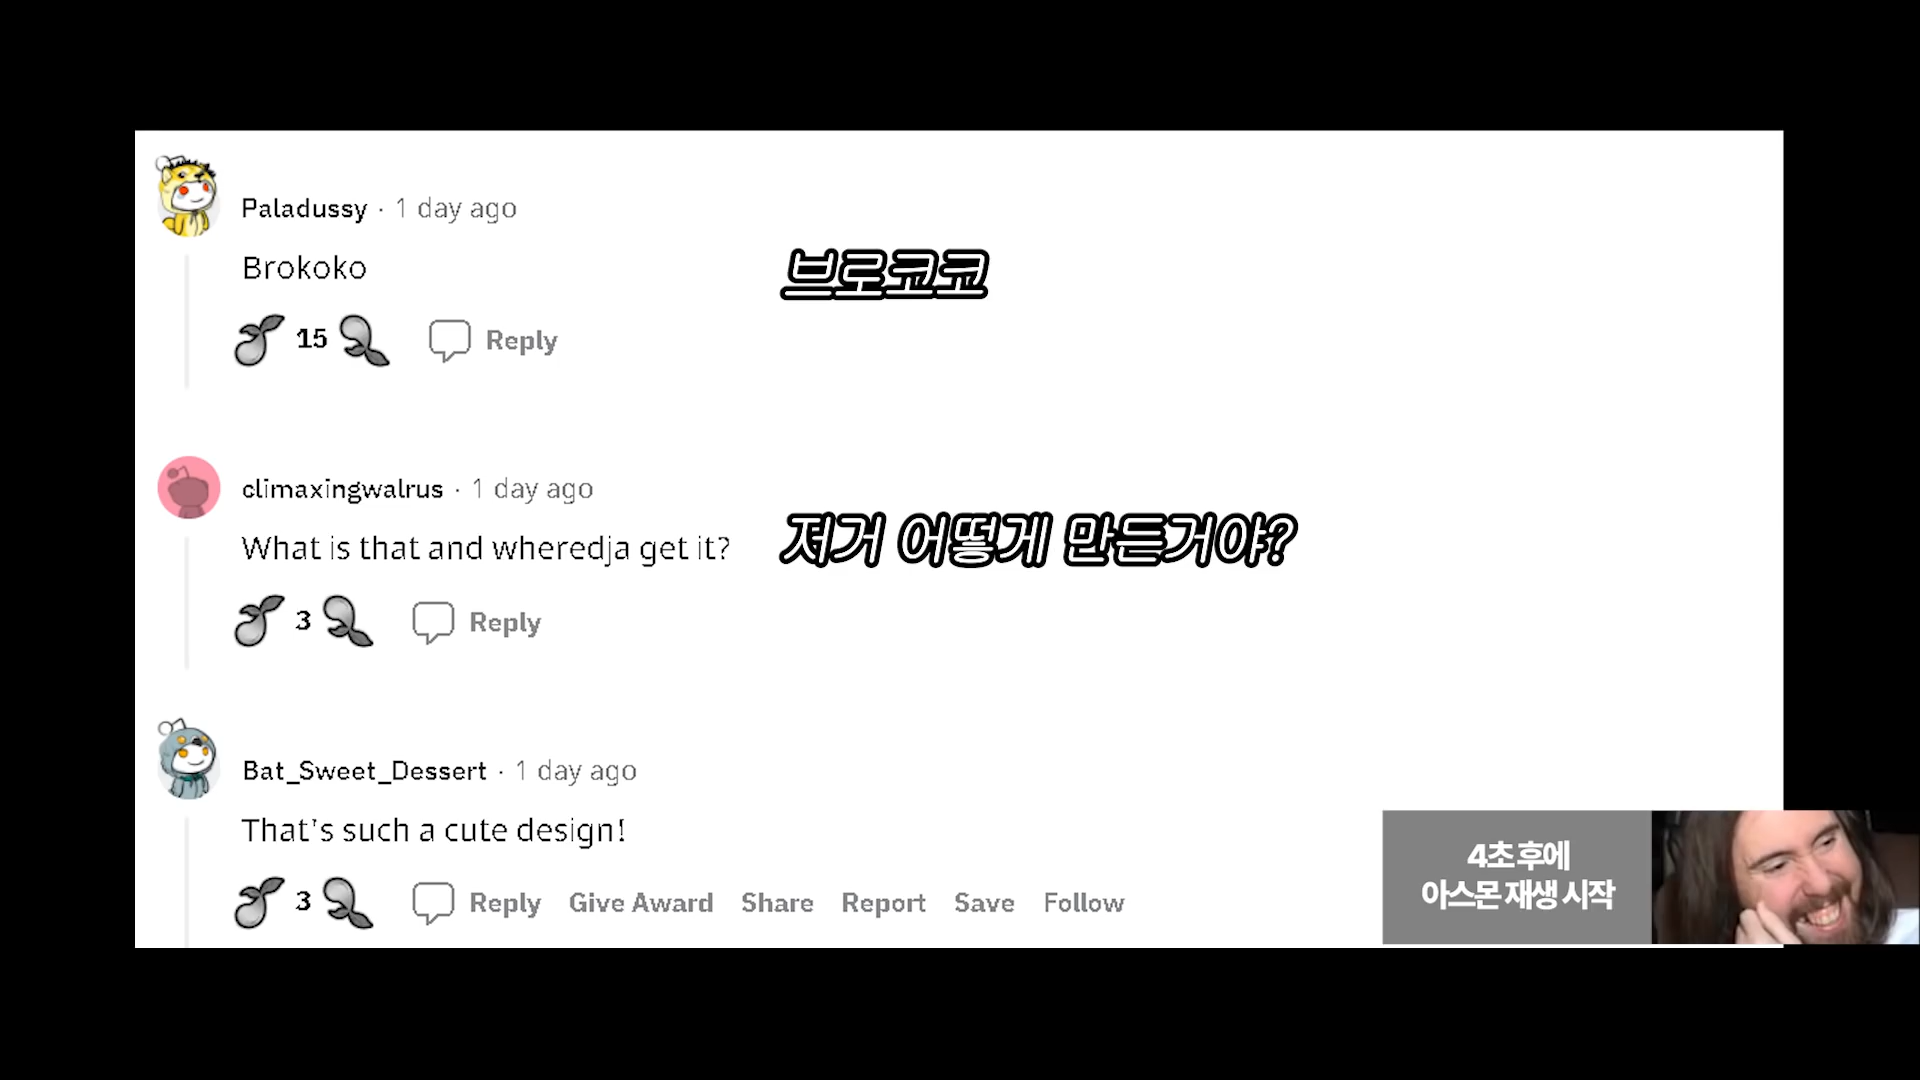 Paladussy · 1 day ago
Brokoko
브로쿄쿄
15 Reply
climaxingwalrus · 1 day ago
What is that and wheredja get it?
저거 어떻게 만든거야?
3 Reply
Bat_Sweet_Dessert · 1 day ago
That's such a cute design!
3 Reply Give Award Share Report Save Follow
4초 후에
아스몬 재생 시작